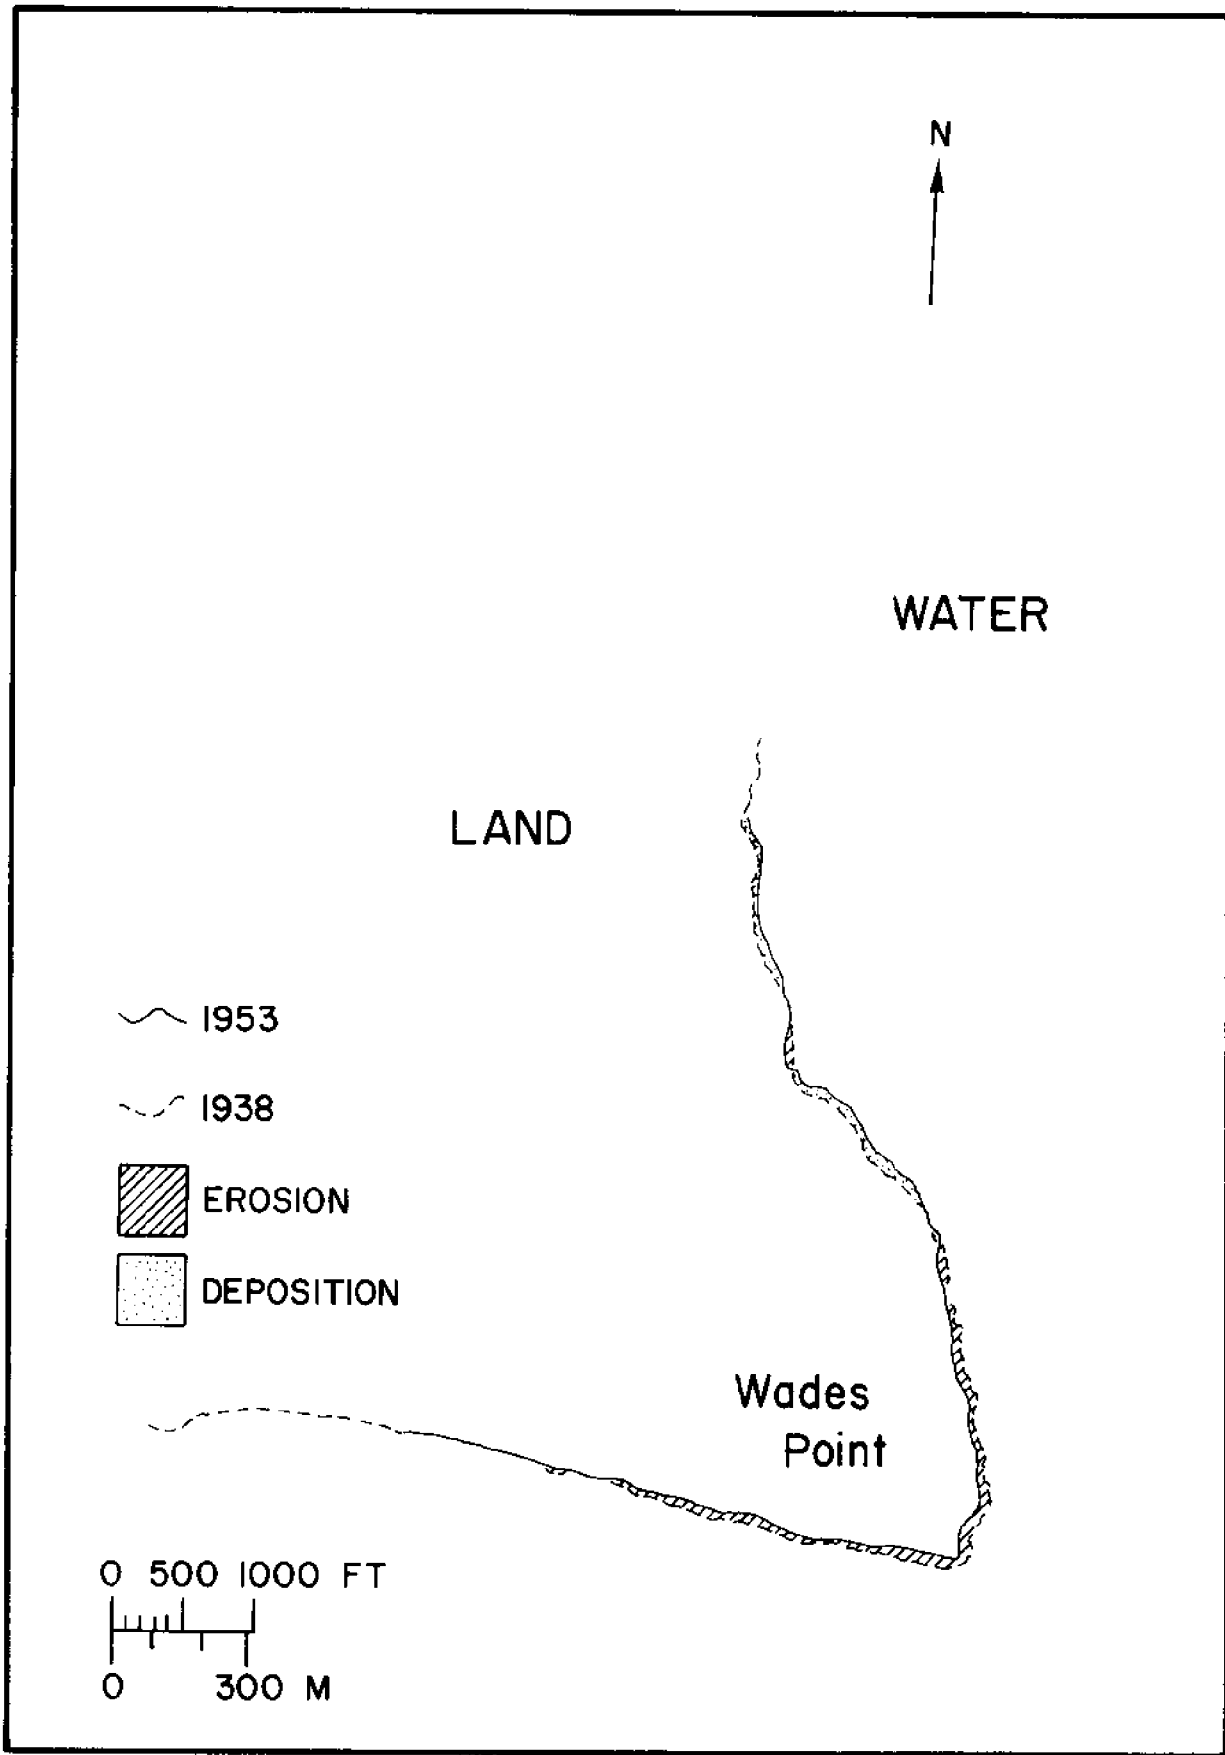 N
WATER
LAND
1953
1938
EROSION
DEPOSITION
Wades
Point
0 500 1000 FT
0 300 M